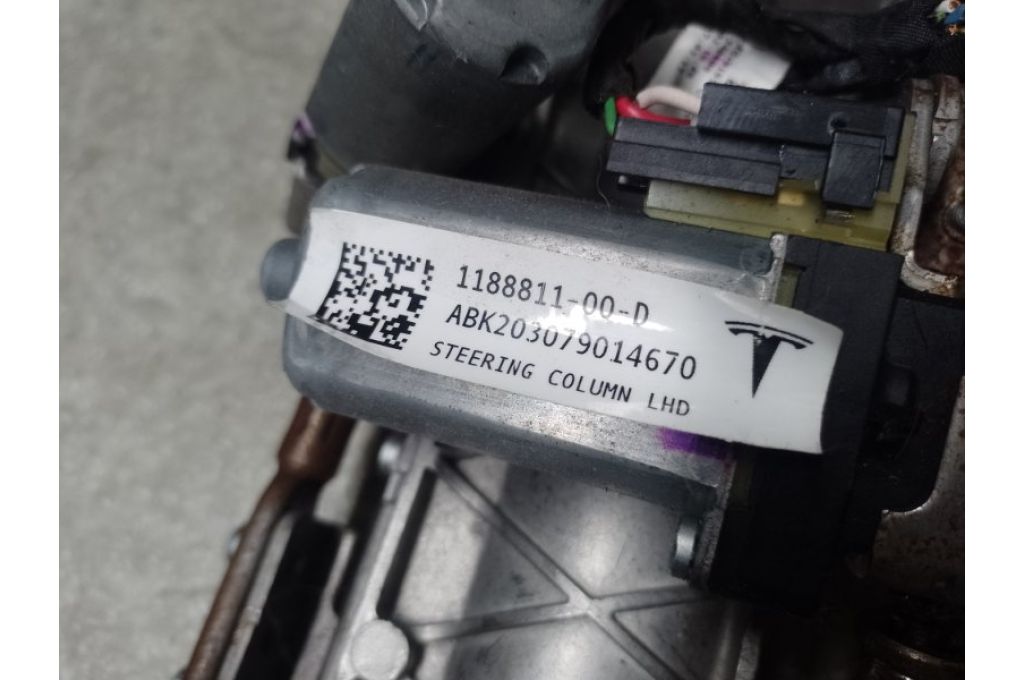 1188811-00-D
ABK203079014670
STEERING COLUMN LHD